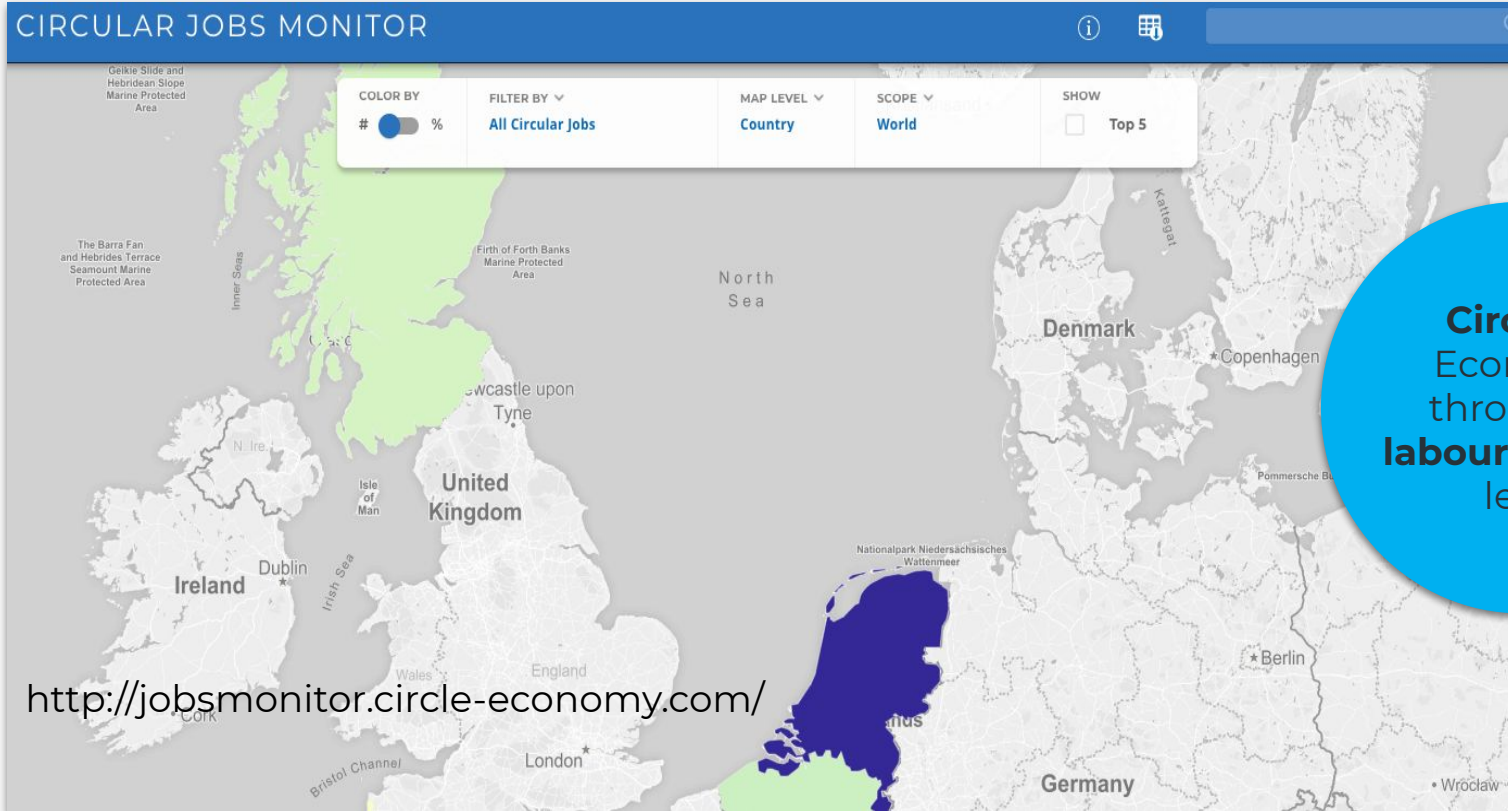 CIRCULAR JOBS MONITOR
Geikie Slide and
Hebridean Slope
Marine Protected
Area
COLOR BY
# %
FILTER BY
All Circular Jobs
MAP LEVEL
Country
SCOPE
World
SHOW
Top 5
The Barra Fan
and Hebrides Terrace
Seamount Marine
Protected Area
Inner Seas
Firth of Forth Banks
Marine Protected
Area
North
Sea
Kattegat
Denmark
Copenhagen
upon
Tyne
N. Ire.
Isle
of
Man
United
Kingdom
Dublin
Ireland
Irish Sea
Nationalpark Niedersächsisches
Wattenmeer
Pommersche
labour
Berlin
Wales
England
http://jobsmonitor.circle-economy.com/
Cork
London
Bristol Channel
Germany
Wrocław